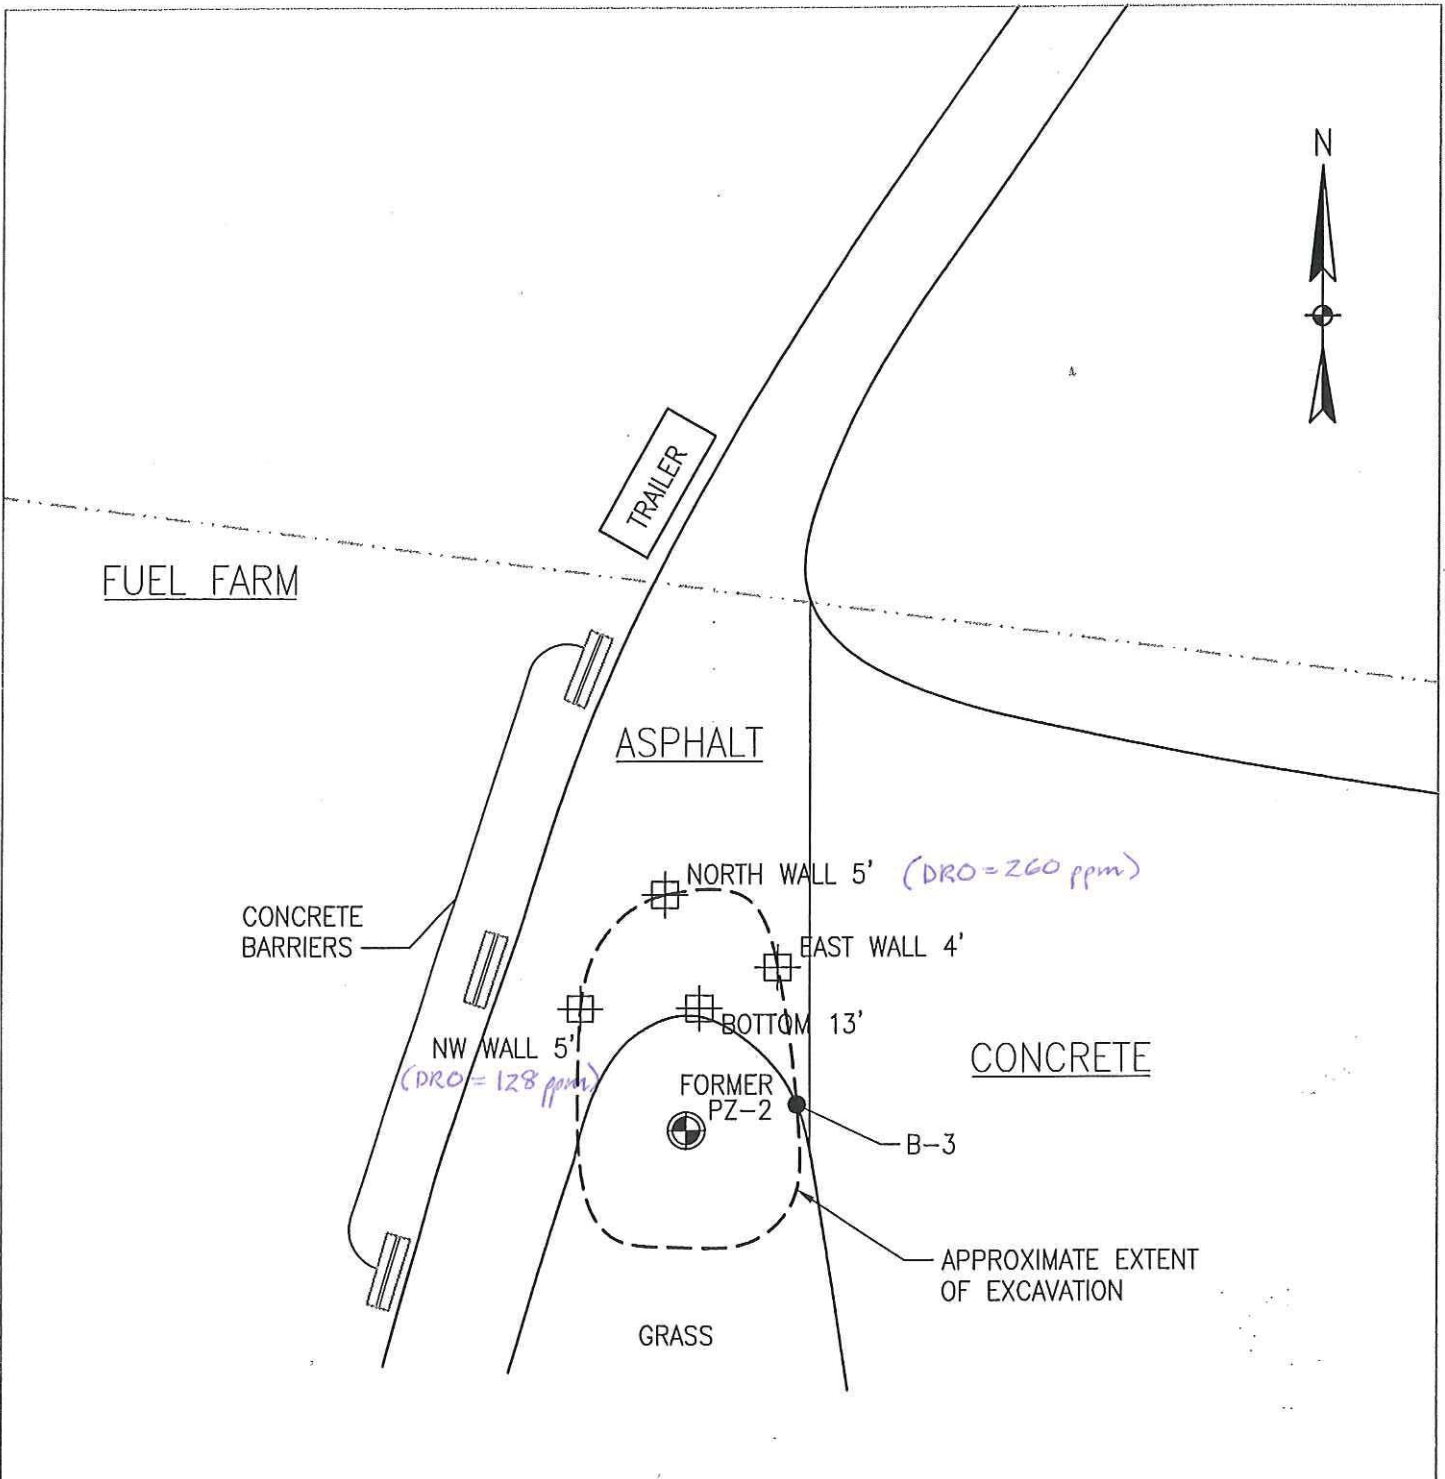 N
TRAILER
FUEL FARM
ASPHALT
NORTH WALL 5' (DRO=260 ppm)
CONCRETE
BARRIERS
EAST WALL 4'
BOTTOM 13'
NW WALL 5'
(DRO=128 ppm)
CONCRETE
FORMER
PZ-2
B-3
APPROXIMATE EXTENT
OF EXCAVATION
GRASS